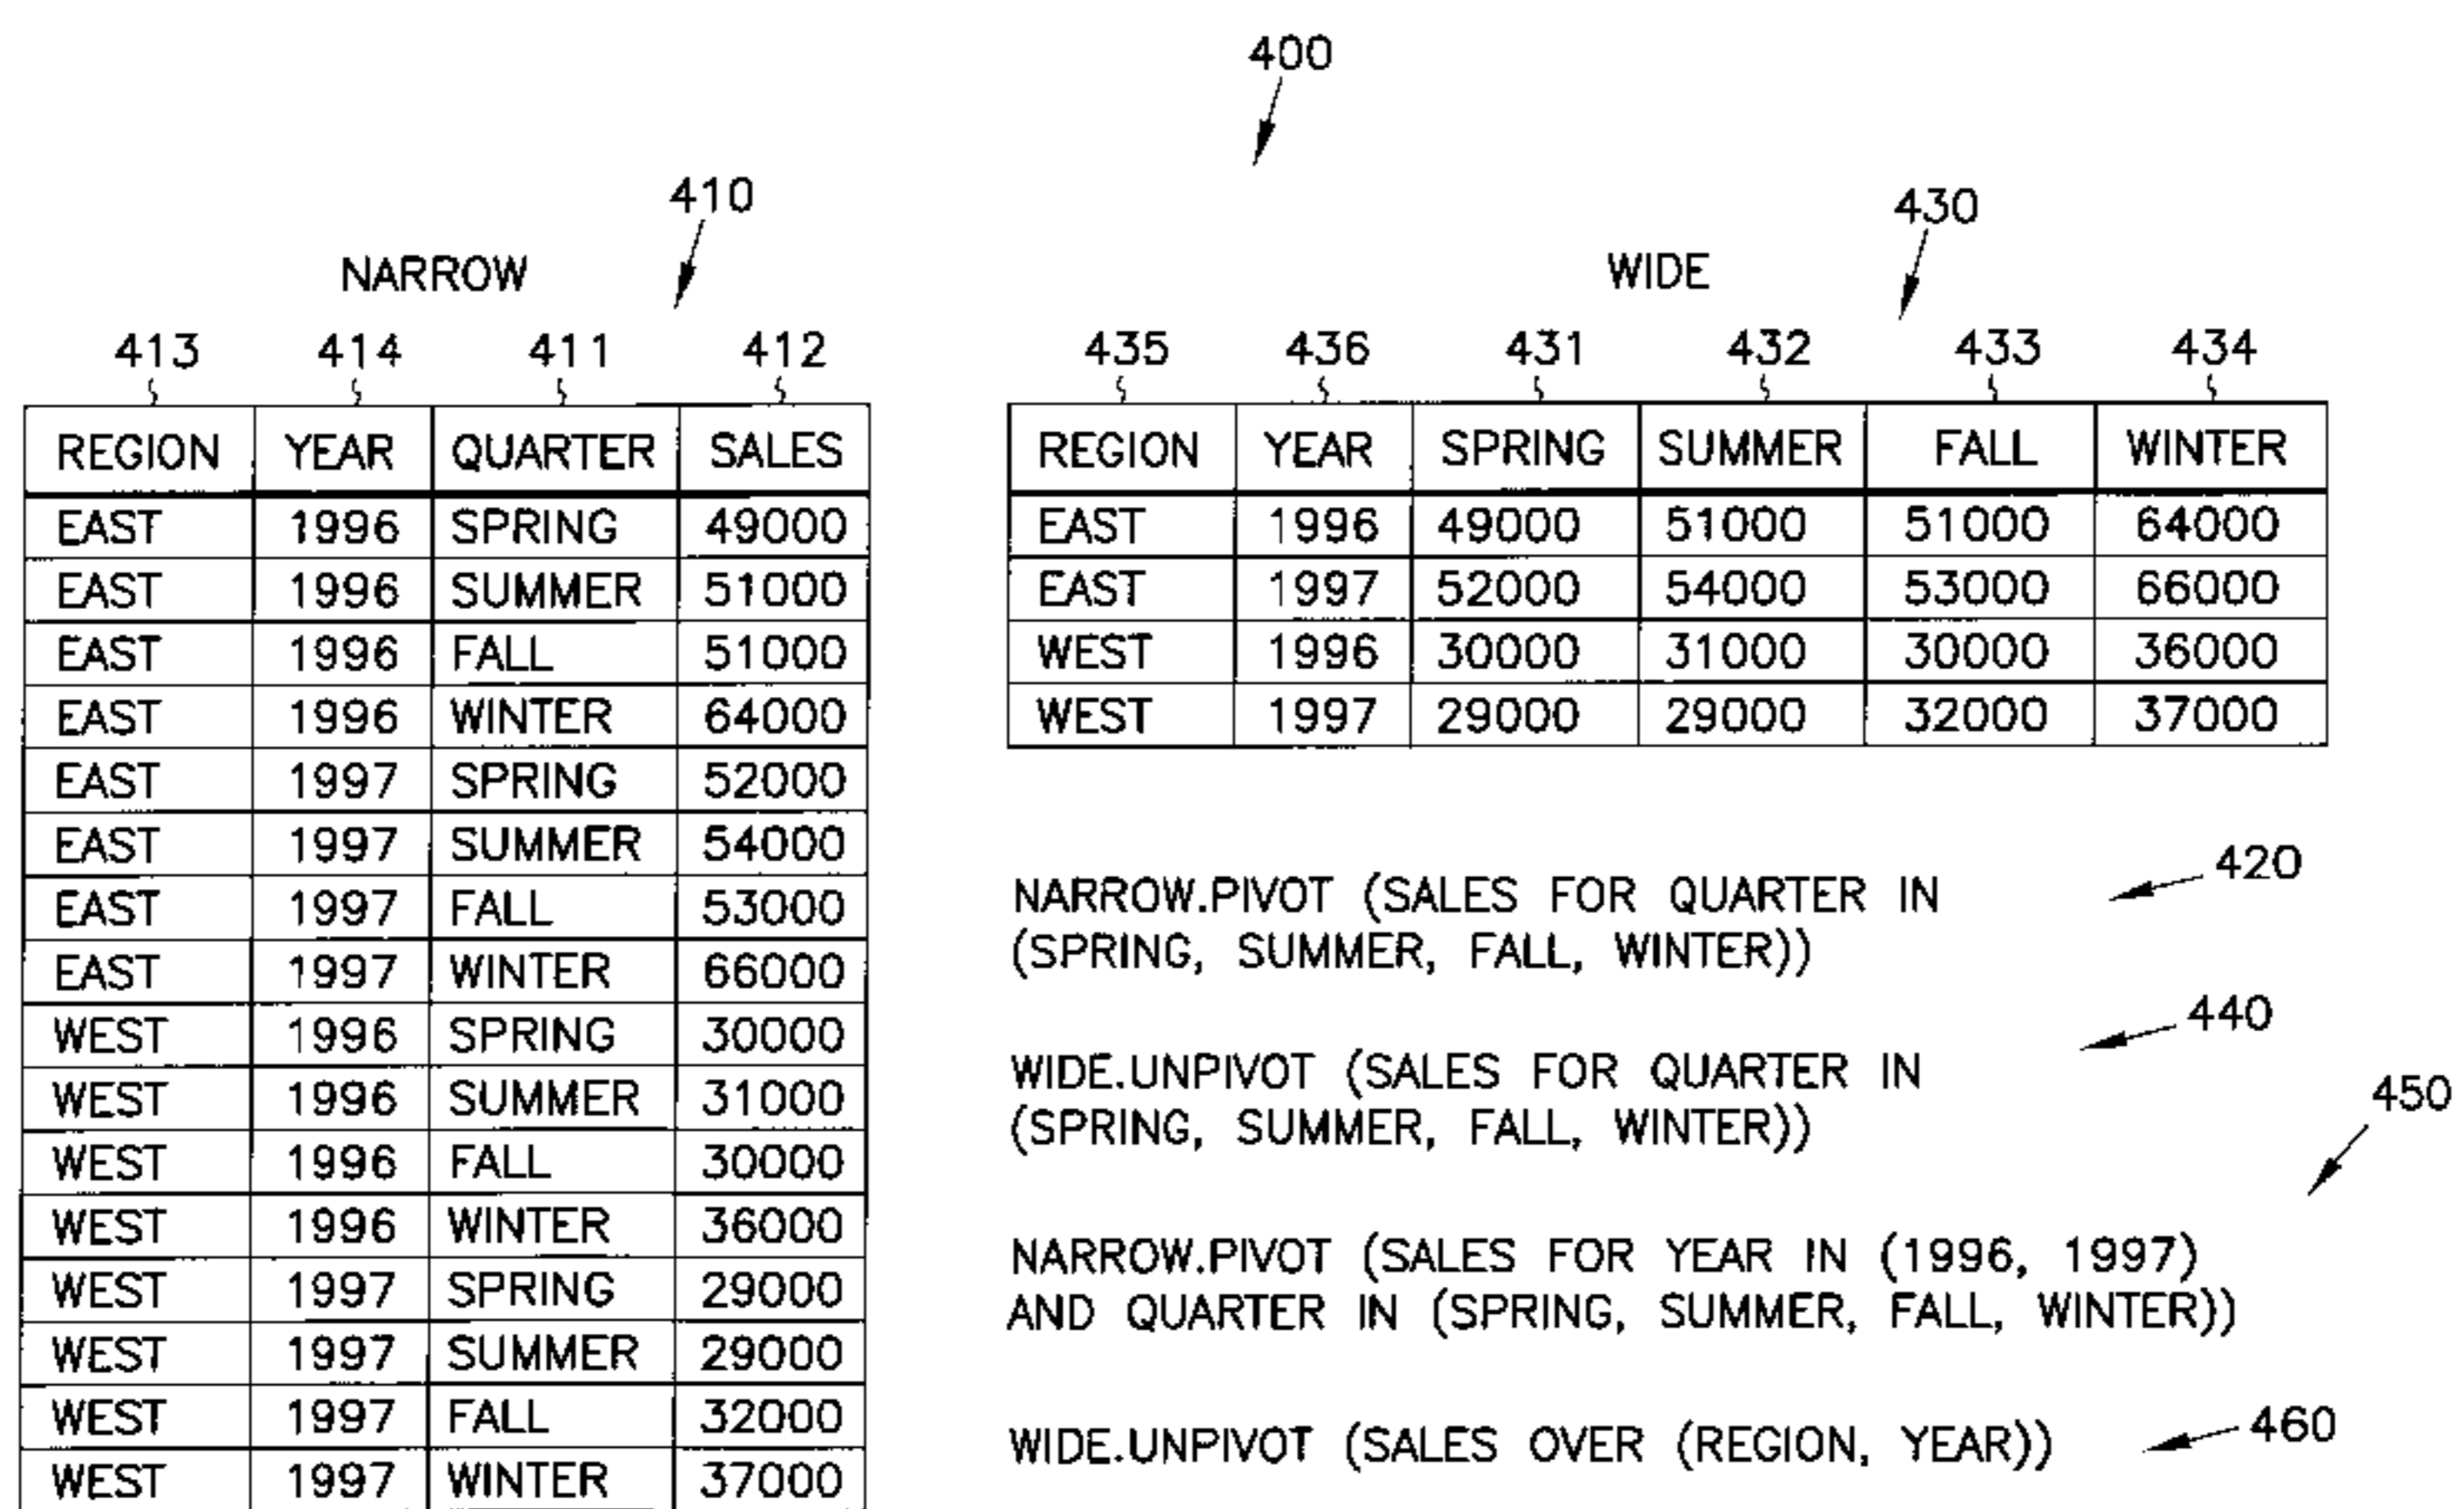 400
410
NARROW
413 414 411 412
REGION YEAR QUARTER SALES
EAST 1996 SPRING 49000
EAST 1996 SUMMER 51000
EAST 1996 FALL 51000
EAST 1996 WINTER 64000
EAST 1997 SPRING 52000
EAST 1997 SUMMER 54000
EAST 1997 FALL 53000
EAST 1997 WINTER 66000
WEST 1996 SPRING 30000
WEST 1996 SUMMER 31000
WEST 1996 FALL 30000
WEST 1996 WINTER 36000
WEST 1997 SPRING 29000
WEST 1997 SUMMER 29000
WEST 1997 FALL 32000
WEST 1997 WINTER 37000
430
WIDE
435 436 431 432 433 434
REGION YEAR SPRING SUMMER FALL WINTER
EAST 1996 49000 51000 51000 64000
EAST 1997 52000 54000 53000 66000
WEST 1996 30000 31000 30000 36000
WEST 1997 29000 29000 32000 37000
420
NARROW.PIVOT (SALES FOR QUARTER IN
(SPRING, SUMMER, FALL, WINTER))
440
WIDE.UNPIVOT (SALES FOR QUARTER IN
(SPRING, SUMMER, FALL, WINTER))
450
NARROW.PIVOT (SALES FOR YEAR IN (1996, 1997)
AND QUARTER IN (SPRING, SUMMER, FALL, WINTER))
WIDE.UNPIVOT (SALES OVER (REGION, YEAR))
460